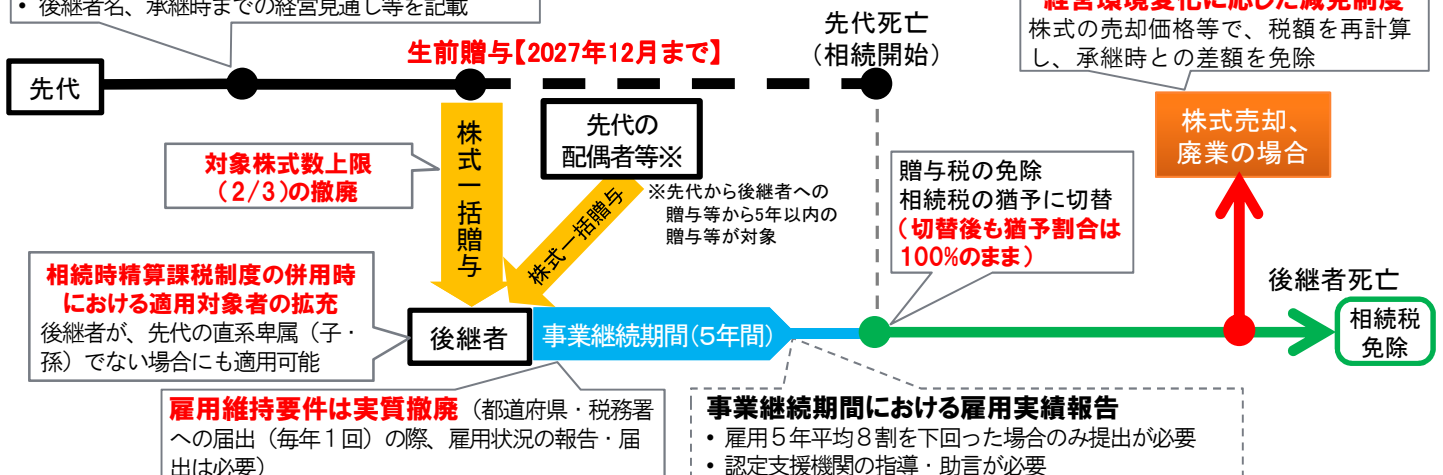 • 後継者名、承継時までの経営見通し等を記載
先代
生前贈与【2027年12月まで】
先代死亡
（相続開始）
経営環境変化に応じた減免制度
株式の売却価格等で、税額を再計算
し、承継時との差額を免除
対象株式数上限
（2/3）の撤廃
株式一括贈与
先代の
配偶者等※
※先代から後継者への
贈与等から5年以内の
贈与等が対象
株式一括贈与
贈与税の免除
相続税の猶予に切替
（切替後も猶予割合は
100%のまま）
株式売却、
廃業の場合
相続時精算課税制度の併用時
における適用対象者の拡充
後継者が、先代の直系卑属（子・
孫）でない場合にも適用可能
後継者
事業継続期間(5年間)
後継者死亡
相続税
免除
雇用維持要件は実質撤廃（都道府県・税務署
への届出（毎年１回）の際、雇用状況の報告・届
出は必要）
事業継続期間における雇用実績報告
• 雇用５年平均８割を下回った場合のみ提出が必要
• 認定支援機関の指導・助言が必要